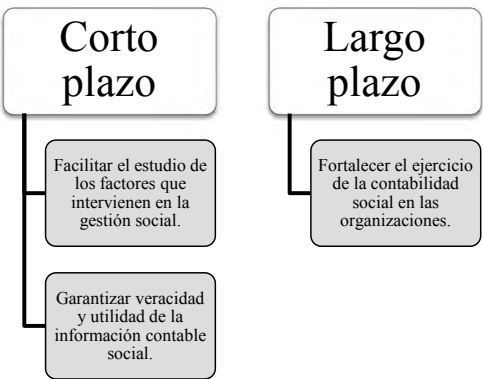 Corto
plazo
Facilitar el estudio de
los factores que
intervienen en la
gestión social.
Garantizar veracidad
y utilidad de la
información contable
social.
Largo
plazo
Fortalecer el ejercicio
de la contabilidad
social en las
organizaciones.